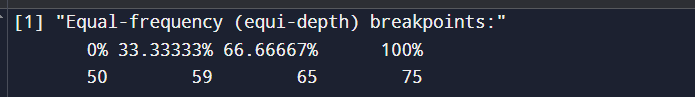 [1] "Equal-frequency (equi-depth) breakpoints:"
0% 33.33333% 66.66667% 100%
50 59 65 75